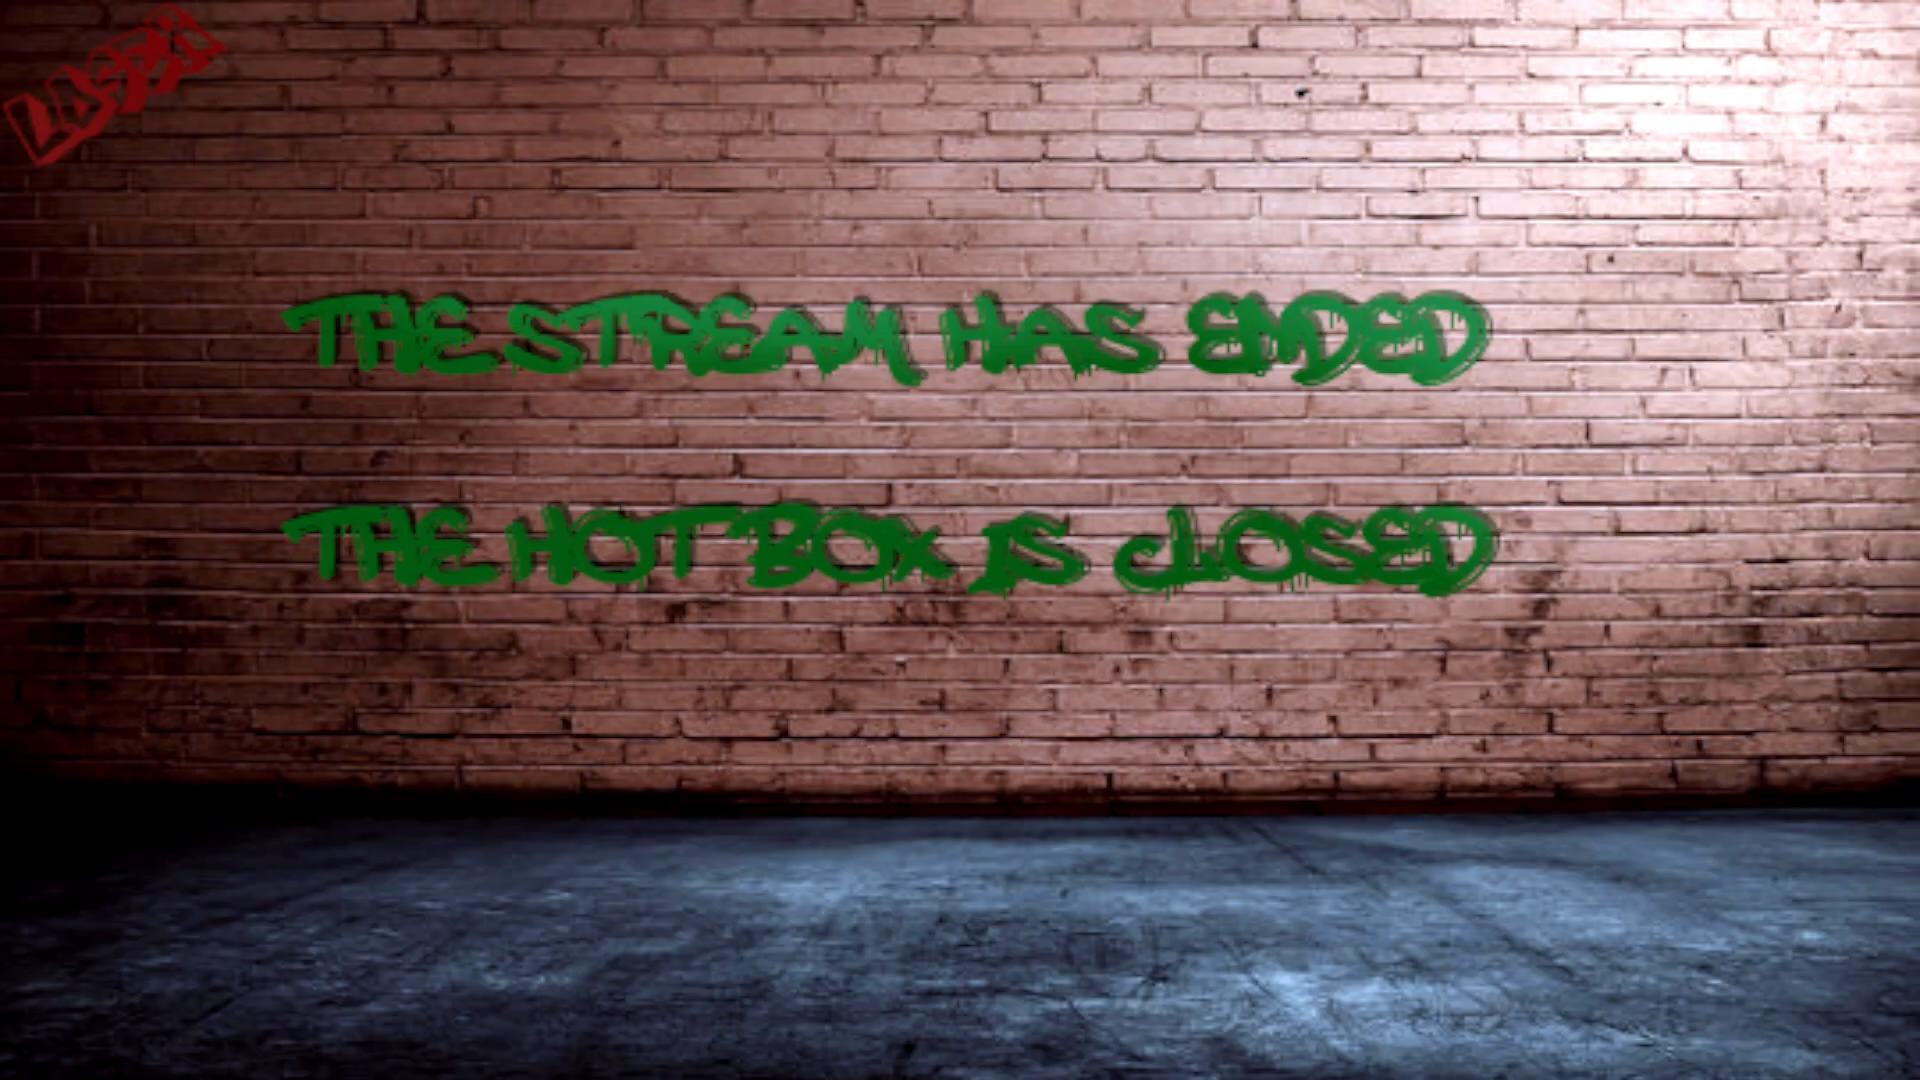 THE STREAM HAS ENDED
THE HOT BOX IS CLOSED